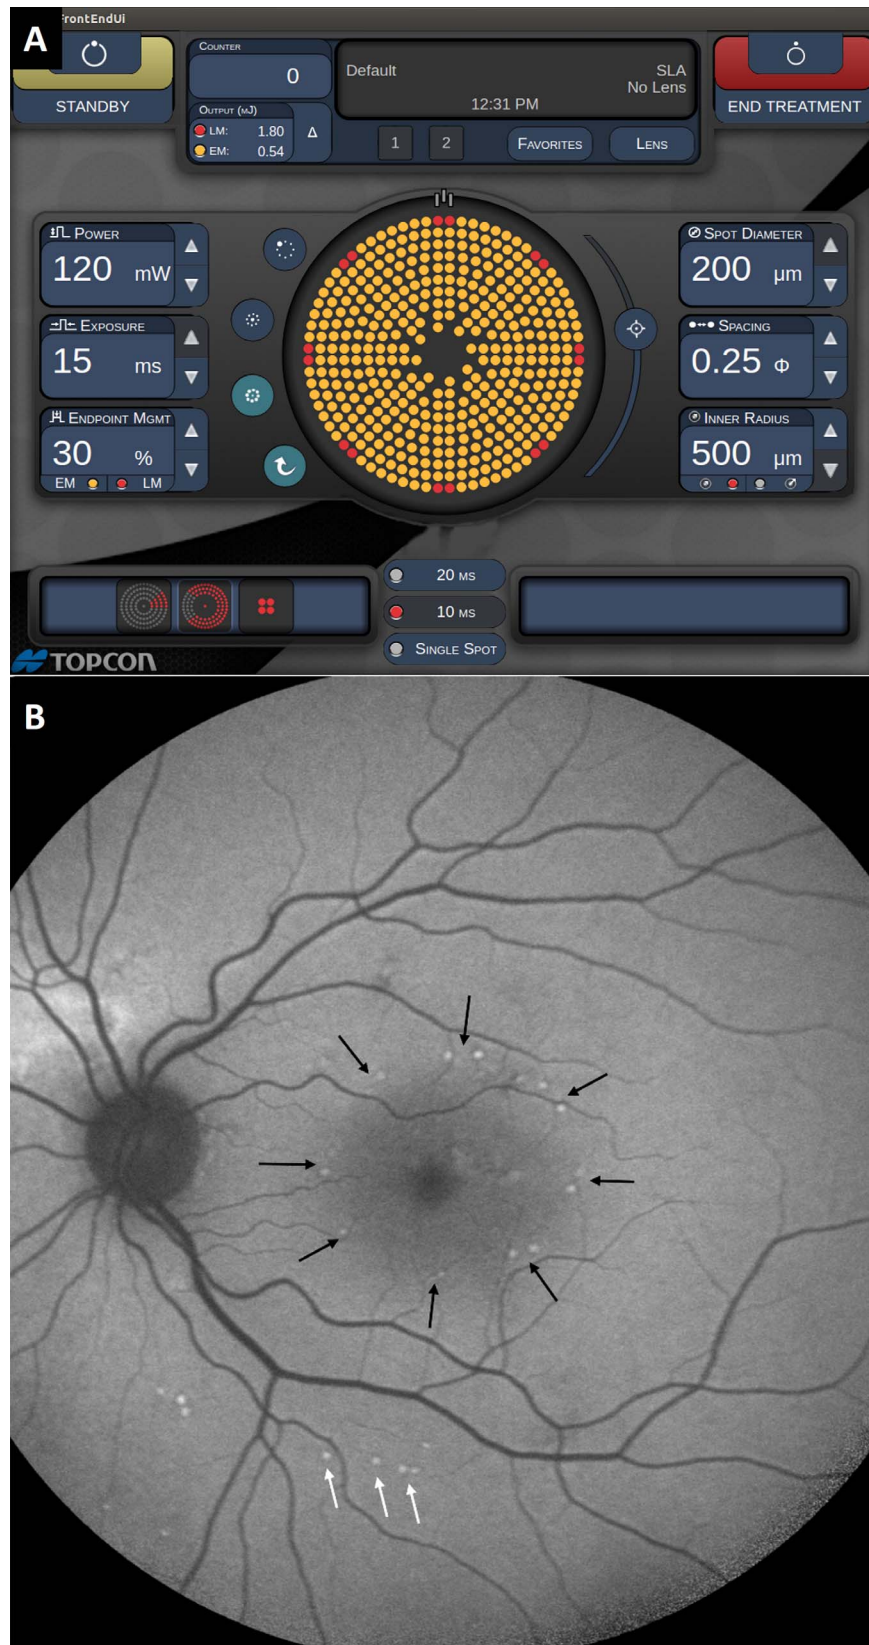 A
FrontEndUi
STANDBY
Counter
0
Output (mJ)
LM: 1.80
EM: 0.54
Δ
Default
SLA
No Lens
12:31 PM
1
2
Favorites
Lens
END TREATMENT
Power
120 mW
Exposure
15 ms
Endpoint Mgmt
30 %
EM
LM
Spot Diameter
200 µm
Spacing
0.25 Φ
Inner Radius
500 µm
20 ms
10 ms
Single Spot
TOPCON
B